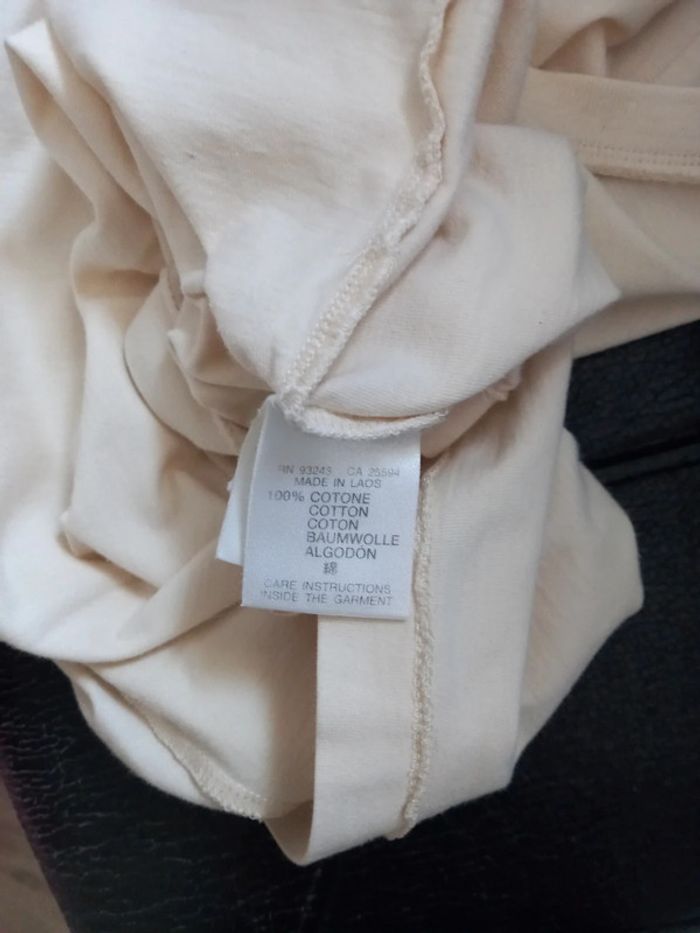 RN 93243 CA 25594
MADE IN LAOS
100% COTONE
COTTON
COTON
BAUMWOLLE
ALGODÓN
綿
CARE INSTRUCTIONS
INSIDE THE GARMENT